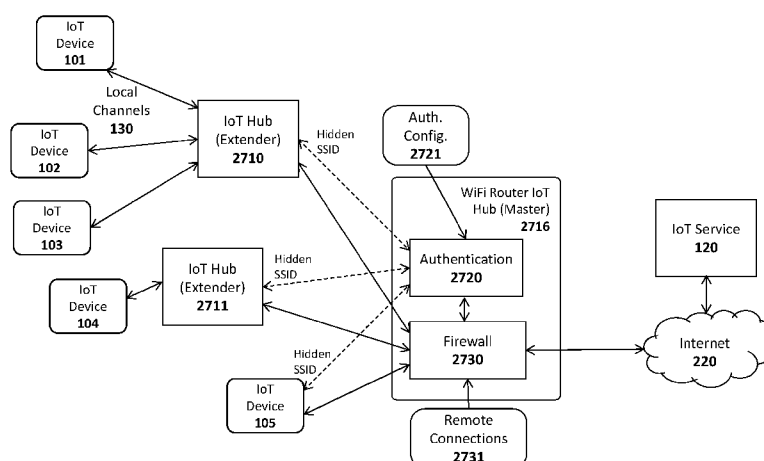 IoT
Device
101
Local
Channels
130
IoT
Device
102
IoT
Device
103
IoT Hub
(Extender)
2710
Hidden
SSID
Auth.
Config.
2721
WiFi Router IoT
Hub (Master)
2716
Authentication
2720
IoT Service
120
IoT
Device
104
IoT Hub
(Extender)
2711
Hidden
SSID
Firewall
2730
Internet
220
Hidden
SSID
IoT
Device
105
Remote
Connections
2731